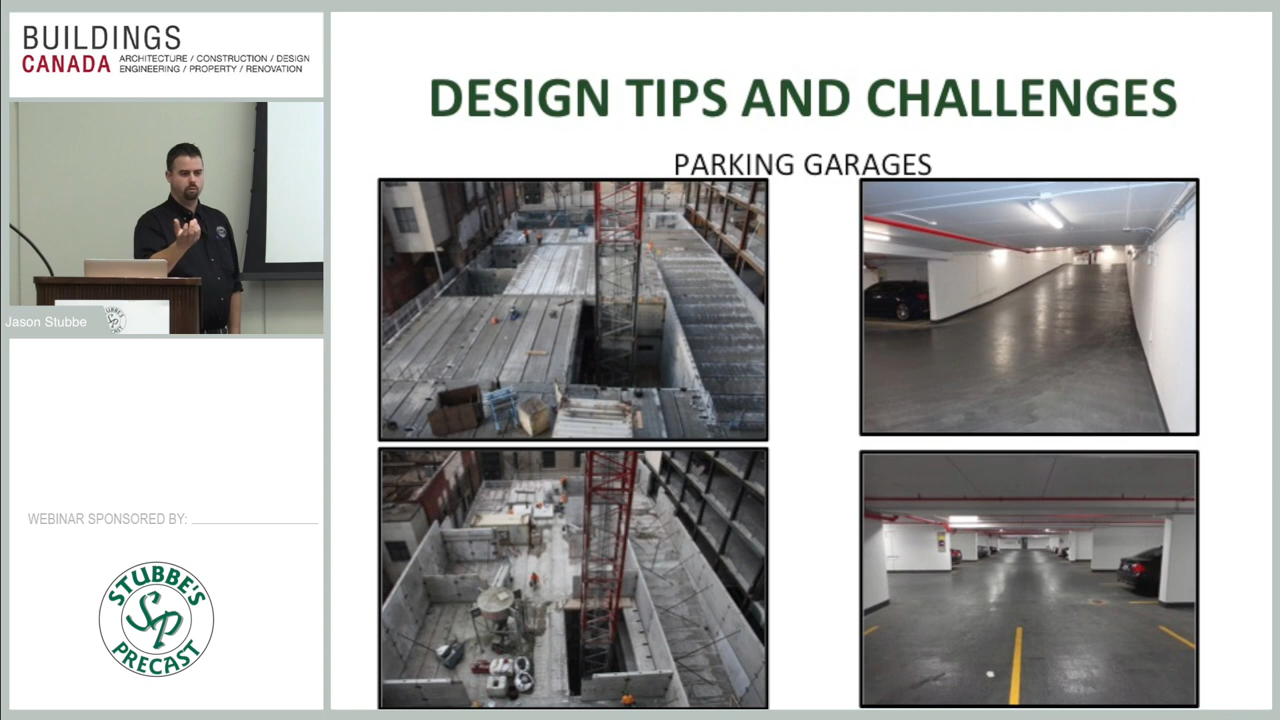 BUILDINGS
CANADA
ARCHITECTURE / CONSTRUCTION / DESIGN
ENGINEERING / PROPERTY / RENOVATION
Jason Stubbe
WEBINAR SPONSORED BY:
STUBBE'S
SP
PRECAST
DESIGN TIPS AND CHALLENGES
PARKING GARAGES